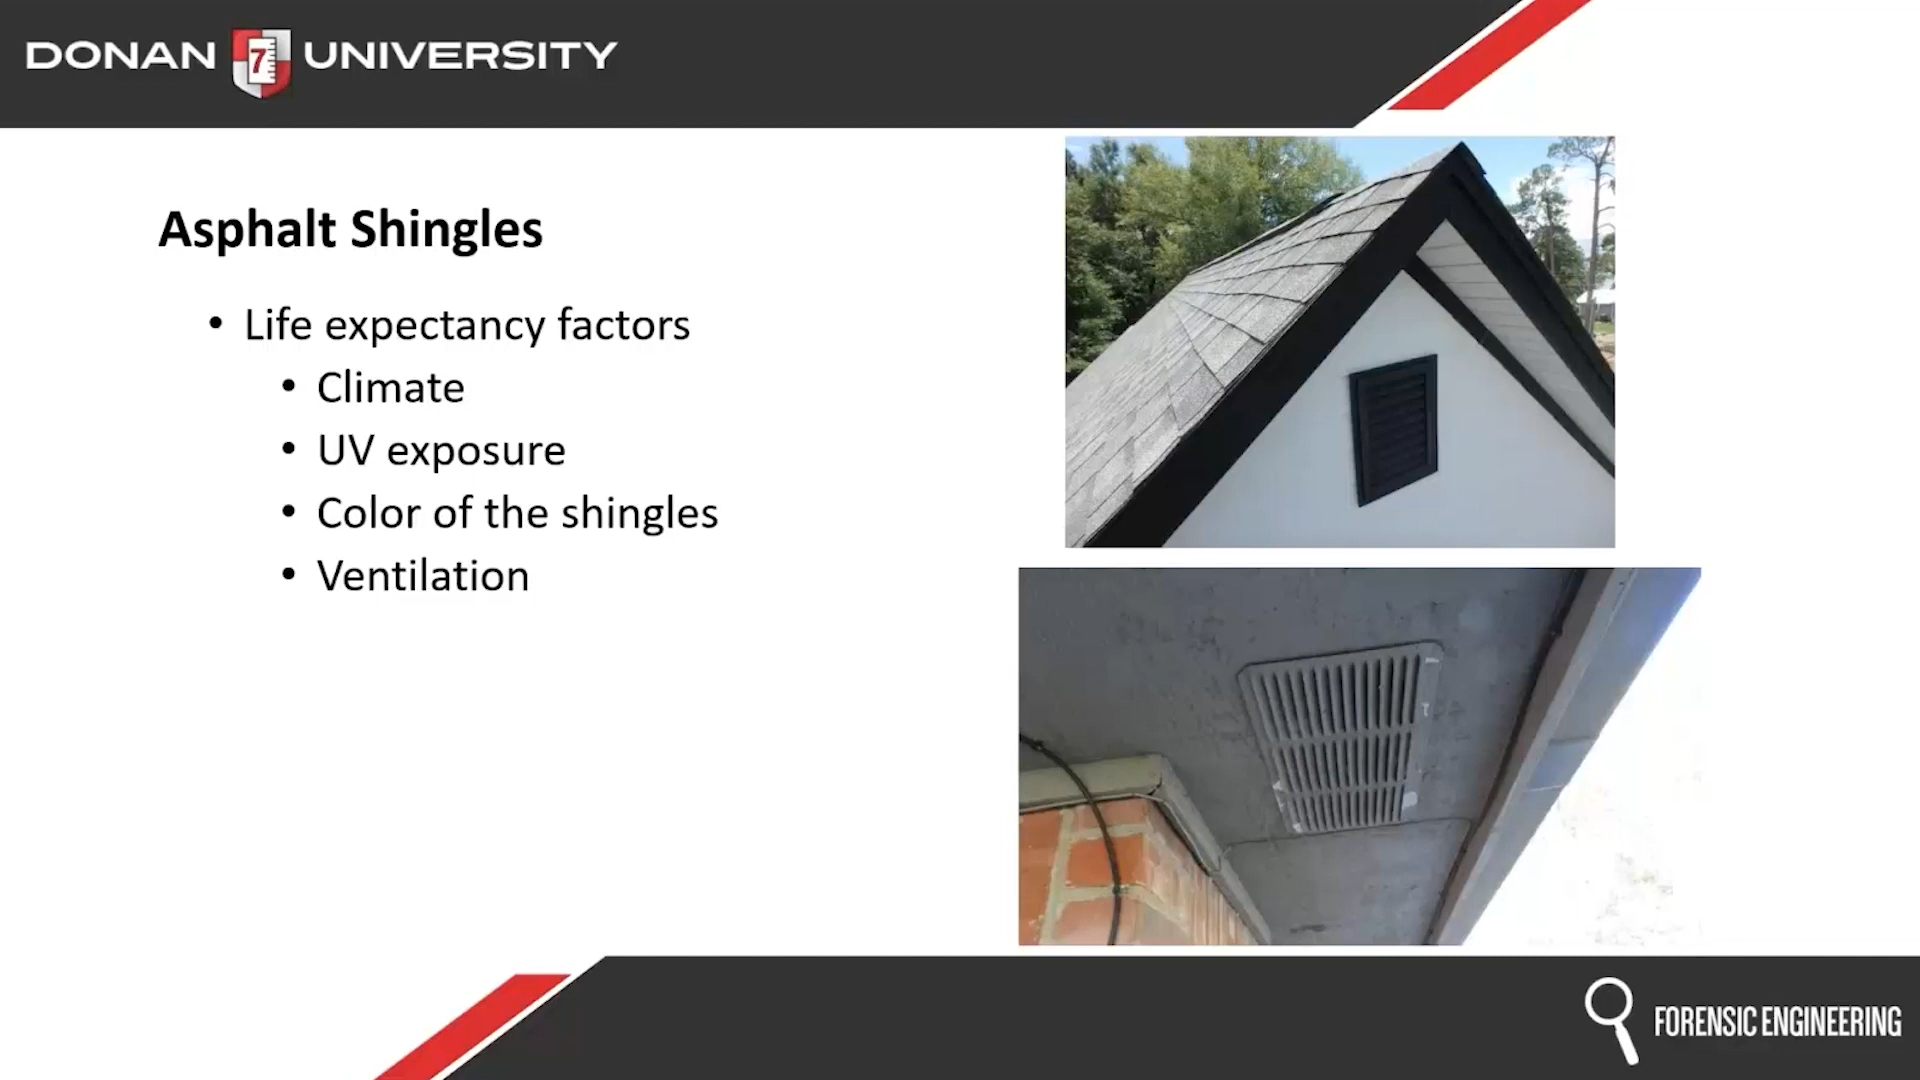 DONAN 7 UNIVERSITY
Asphalt Shingles
• Life expectancy factors
• Climate
• UV exposure
• Color of the shingles
• Ventilation
FORENSIC ENGINEERING